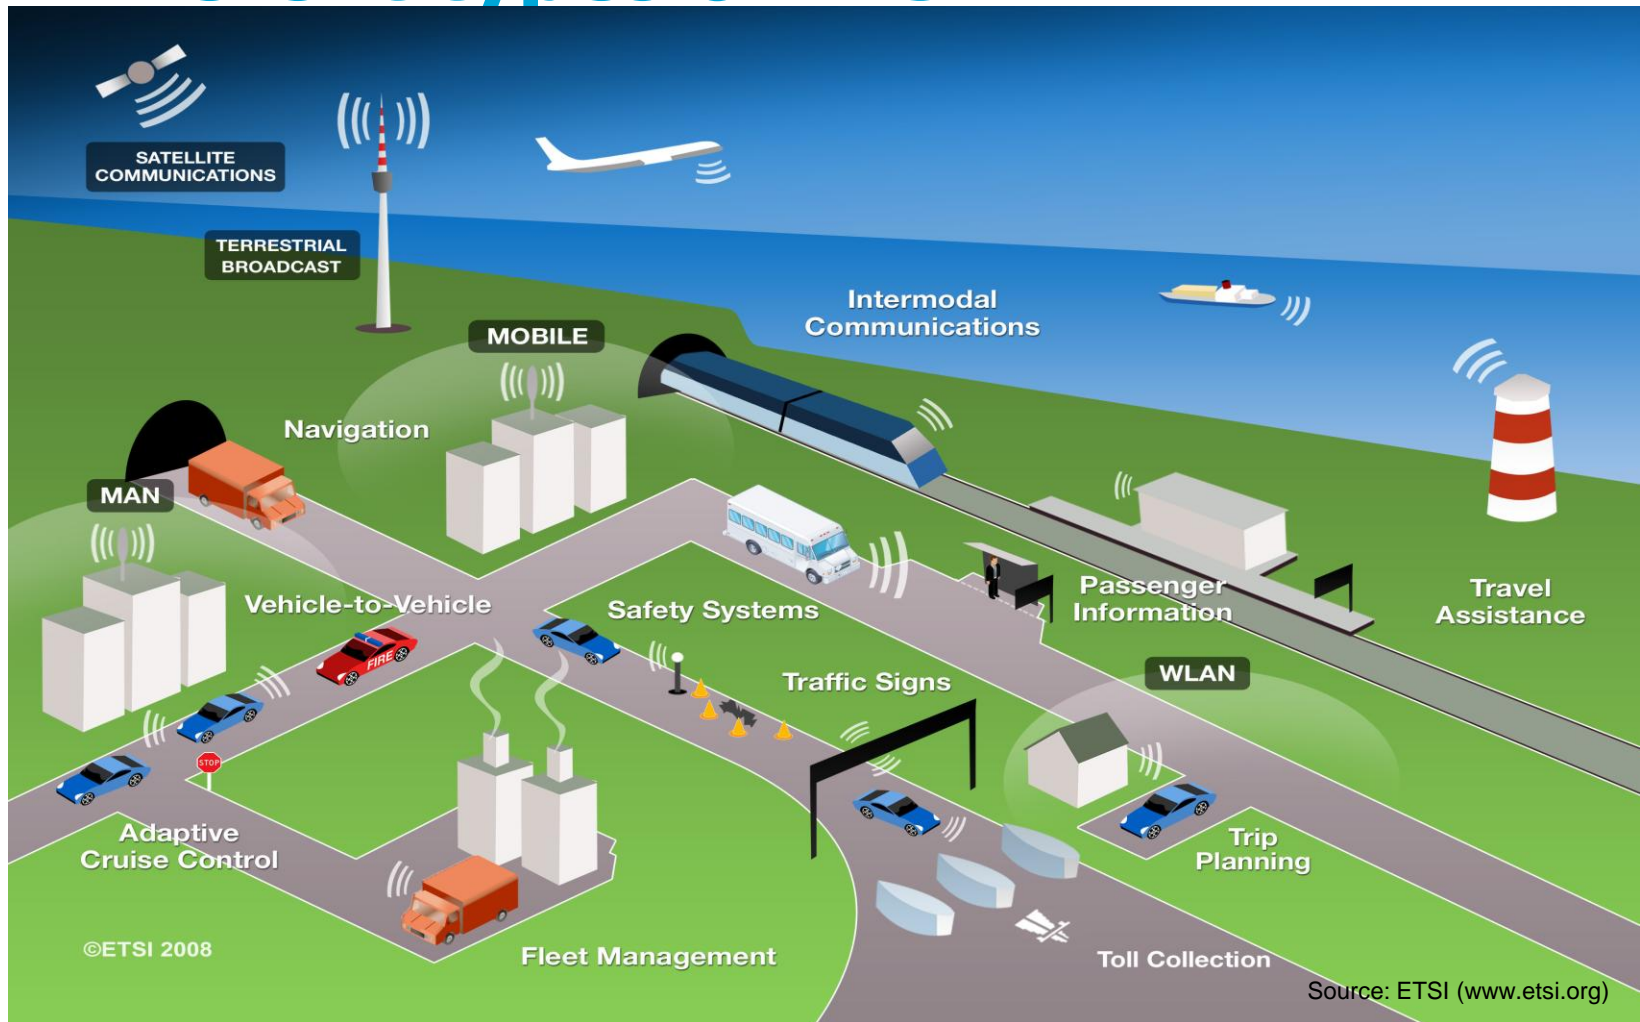 SATELLITE
COMMUNICATIONS
TERRESTRIAL
BROADCAST
MOBILE
Intermodal
Communications
Navigation
MAN
Vehicle-to-Vehicle
Safety Systems
Passenger
Information
Travel
Assistance
FIRE
Traffic Signs
WLAN
STOP
Adaptive
Cruise Control
Trip
Planning
©ETSI 2008
Fleet Management
Toll Collection
Source: ETSI (www.etsi.org)